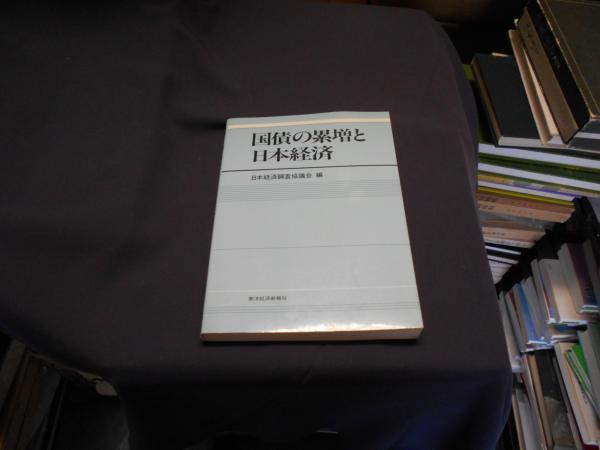 国債の累増と
日本経済
日本経済調査協議会 編
東洋経済新報社